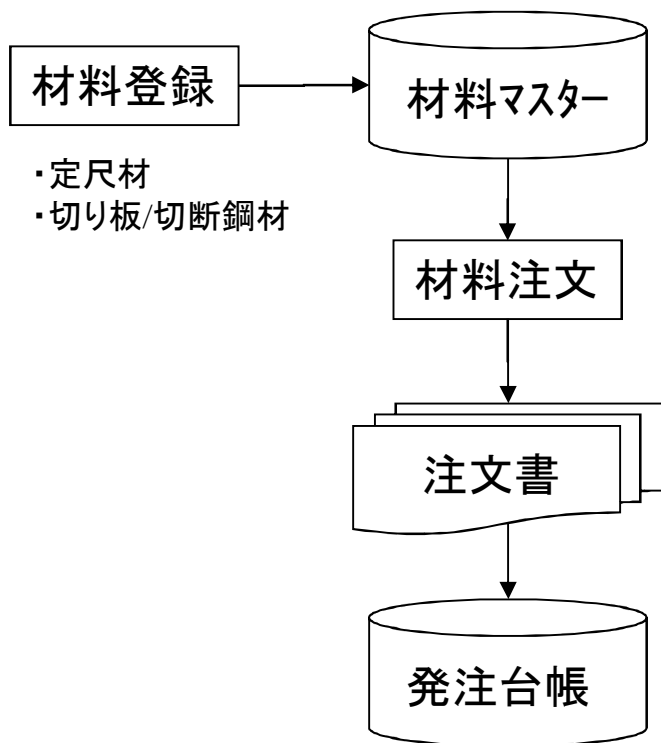 材料登録
材料マスター
・定尺材
・切り板/切断鋼材
材料注文
注文書
発注台帳